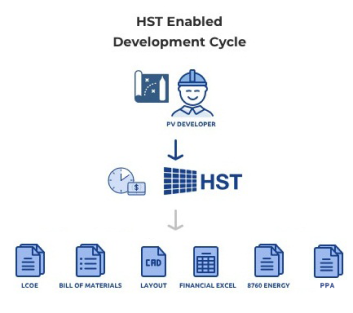 HST Enabled
Development Cycle
PV DEVELOPER
$
HST
CAD
LCOE
BILL OF MATERIALS
LAYOUT
FINANCIAL EXCEL
8760 ENERGY
PPA